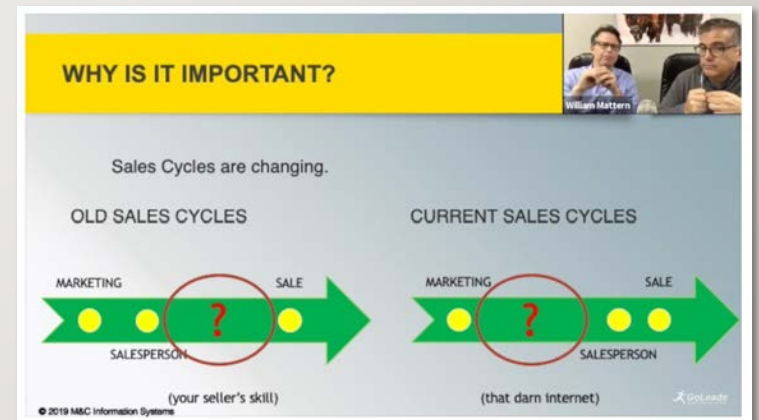 WHY IS IT IMPORTANT?
William Mattern
Sales Cycles are changing.
OLD SALES CYCLES
MARKETING
SALE
?
SALESPERSON
(your seller's skill)
CURRENT SALES CYCLES
MARKETING
SALE
?
SALESPERSON
(that darn internet)
© 2019 M&C Information Systems
GoLeads